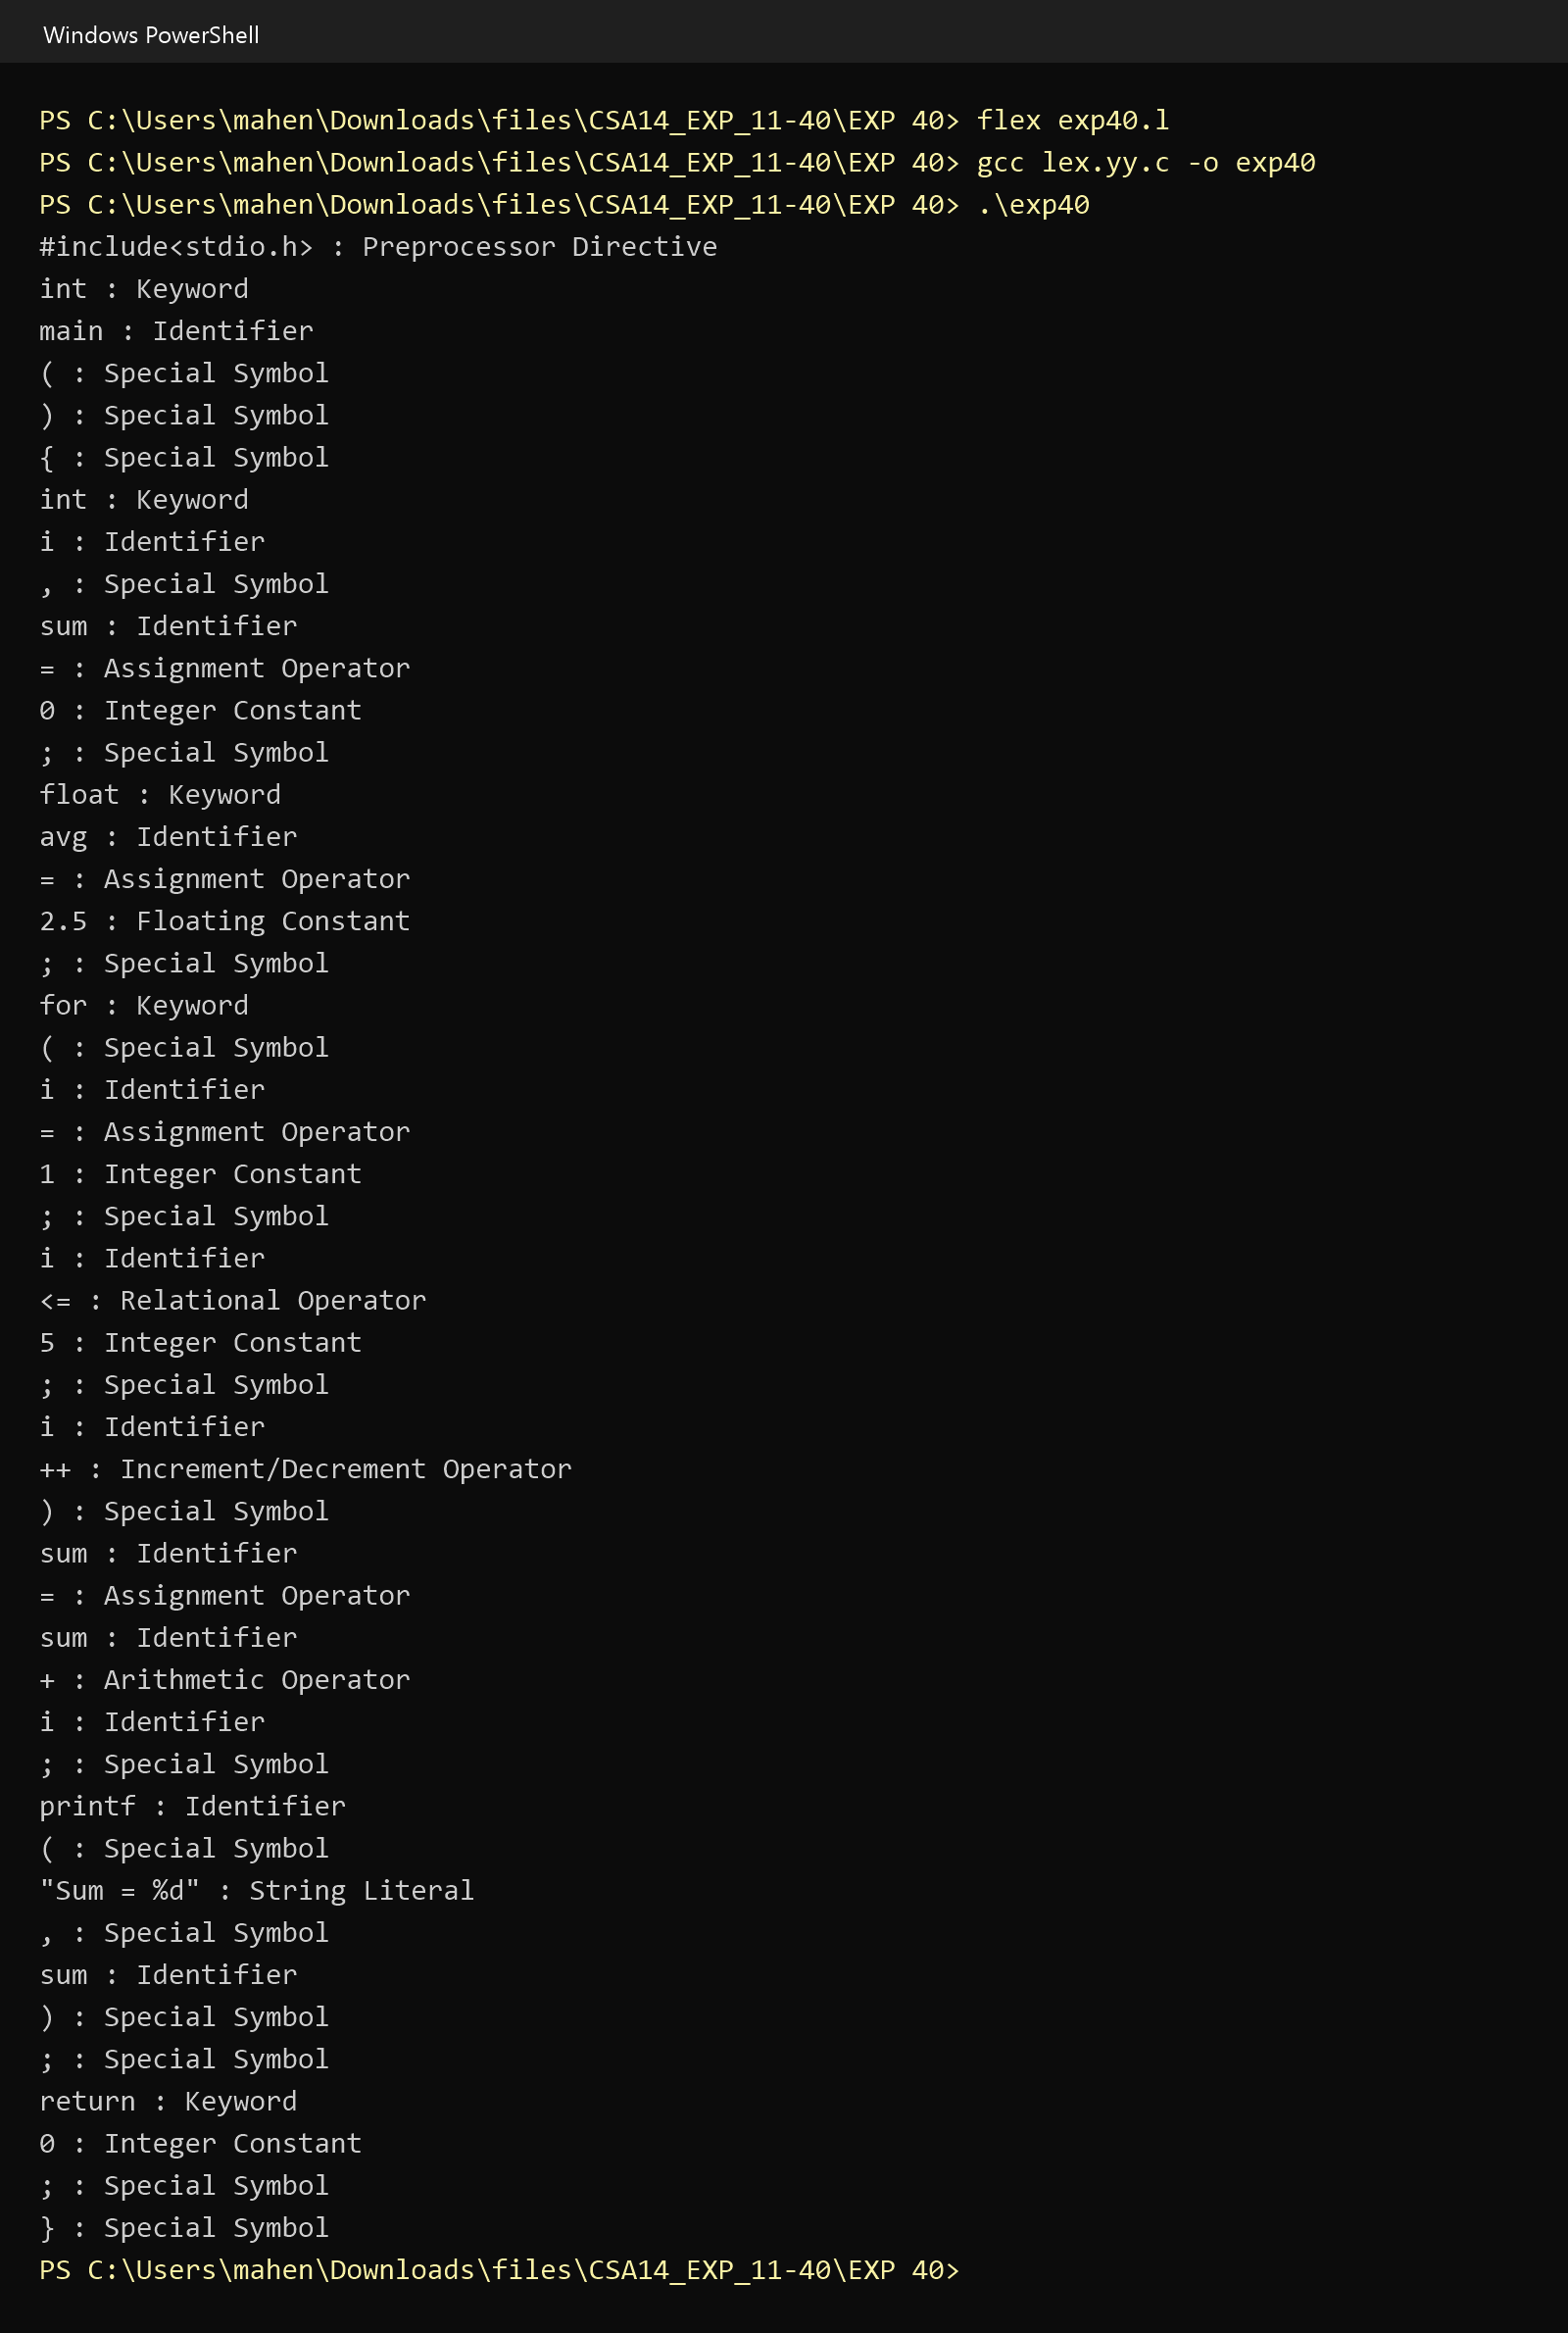 Windows PowerShell
PS C:\Users\mahen\Downloads\files\CSA14_EXP_11-40\EXP 40> flex exp40.l
PS C:\Users\mahen\Downloads\files\CSA14_EXP_11-40\EXP 40> gcc lex.yy.c -o exp40
PS C:\Users\mahen\Downloads\files\CSA14_EXP_11-40\EXP 40> .\exp40
#include<stdio.h> : Preprocessor Directive
int : Keyword
main : Identifier
( : Special Symbol
) : Special Symbol
{ : Special Symbol
int : Keyword
i : Identifier
, : Special Symbol
sum : Identifier
= : Assignment Operator
0 : Integer Constant
; : Special Symbol
float : Keyword
avg : Identifier
= : Assignment Operator
2.5 : Floating Constant
; : Special Symbol
for : Keyword
( : Special Symbol
i : Identifier
= : Assignment Operator
1 : Integer Constant
; : Special Symbol
i : Identifier
<= : Relational Operator
5 : Integer Constant
; : Special Symbol
i : Identifier
++ : Increment/Decrement Operator
) : Special Symbol
sum : Identifier
= : Assignment Operator
sum : Identifier
+ : Arithmetic Operator
i : Identifier
; : Special Symbol
printf : Identifier
( : Special Symbol
"Sum = %d" : String Literal
, : Special Symbol
sum : Identifier
) : Special Symbol
; : Special Symbol
return : Keyword
0 : Integer Constant
; : Special Symbol
} : Special Symbol
PS C:\Users\mahen\Downloads\files\CSA14_EXP_11-40\EXP 40>